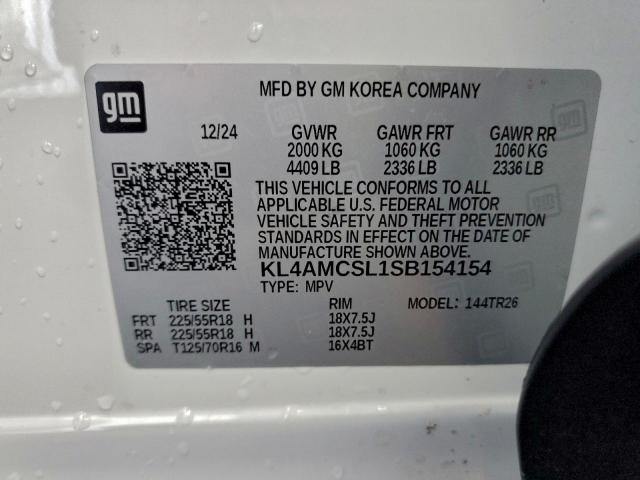 gm
MFD BY GM KOREA COMPANY
12/24 GVWR GAWR FRT GAWR RR
2000 KG 1060 KG 1060 KG
4409 LB 2336 LB 2336 LB
THIS VEHICLE CONFORMS TO ALL
APPLICABLE U.S. FEDERAL MOTOR
VEHICLE SAFETY AND THEFT PREVENTION
STANDARDS IN EFFECT ON THE DATE OF
MANUFACTURE SHOWN ABOVE.
KL4AMCSL1SB154154
TYPE: MPV
TIRE SIZE RIM MODEL: 144TR26
FRT 225/55R18 H 18X7.5J
RR 225/55R18 H 18X7.5J
SPA T125/70R16 M 16X4BT